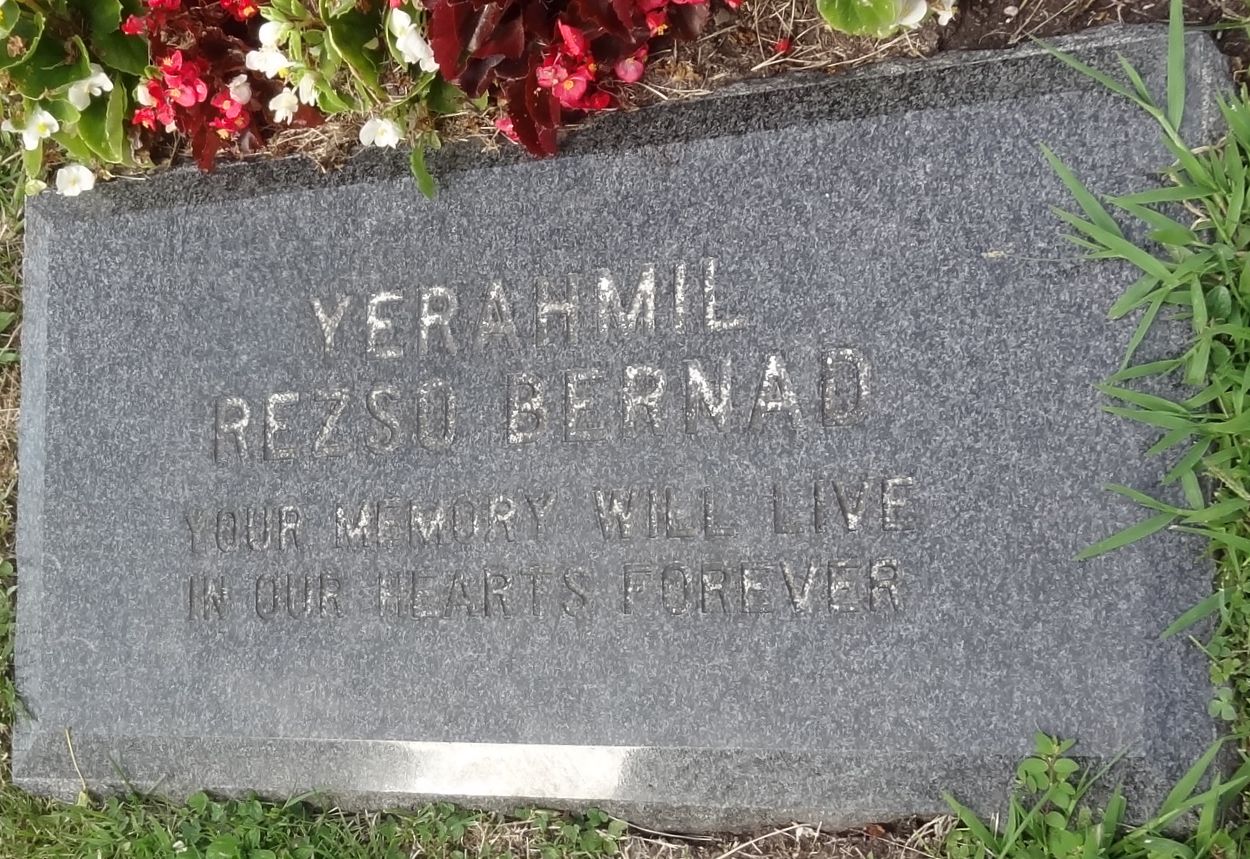 YERAHMIL
REZSO BERNAD
YOUR MEMORY WILL LIVE
IN OUR HEARTS FOREVER